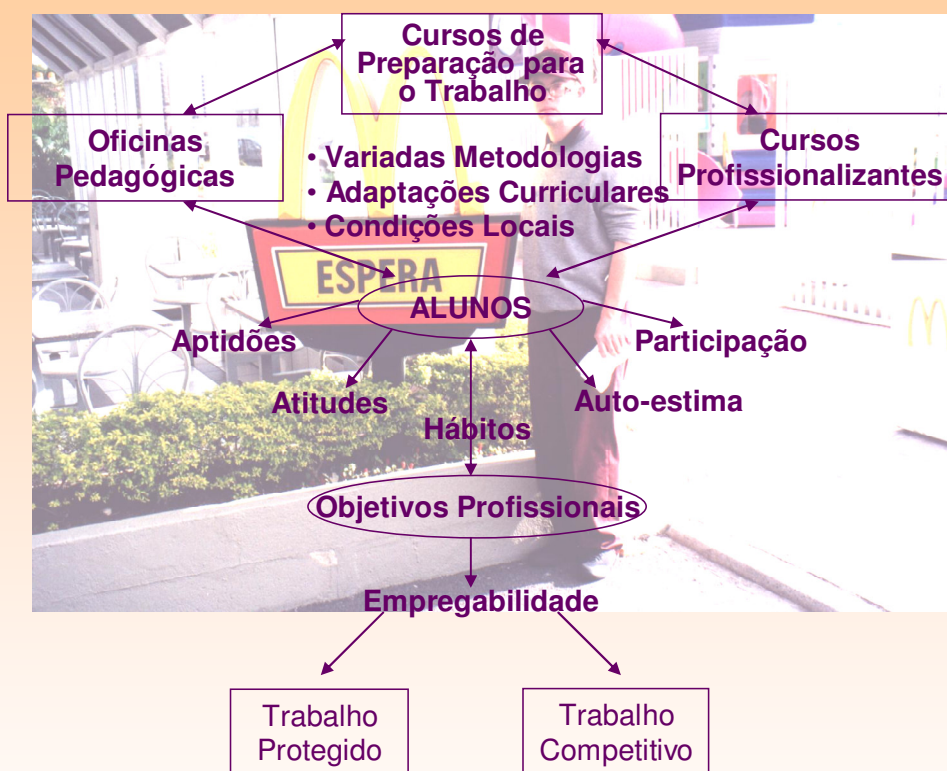 Cursos de
Preparação para
o Trabalho
Oficinas
Pedagógicas
Cursos
Profissionalizantes
• Variadas Metodologias
• Adaptações Curriculares
• Condições Locais
ESPERA
ALUNOS
Aptidões
Participação
Atitudes
Auto-estima
Hábitos
Objetivos Profissionais
Empregabilidade
Trabalho
Protegido
Trabalho
Competitivo